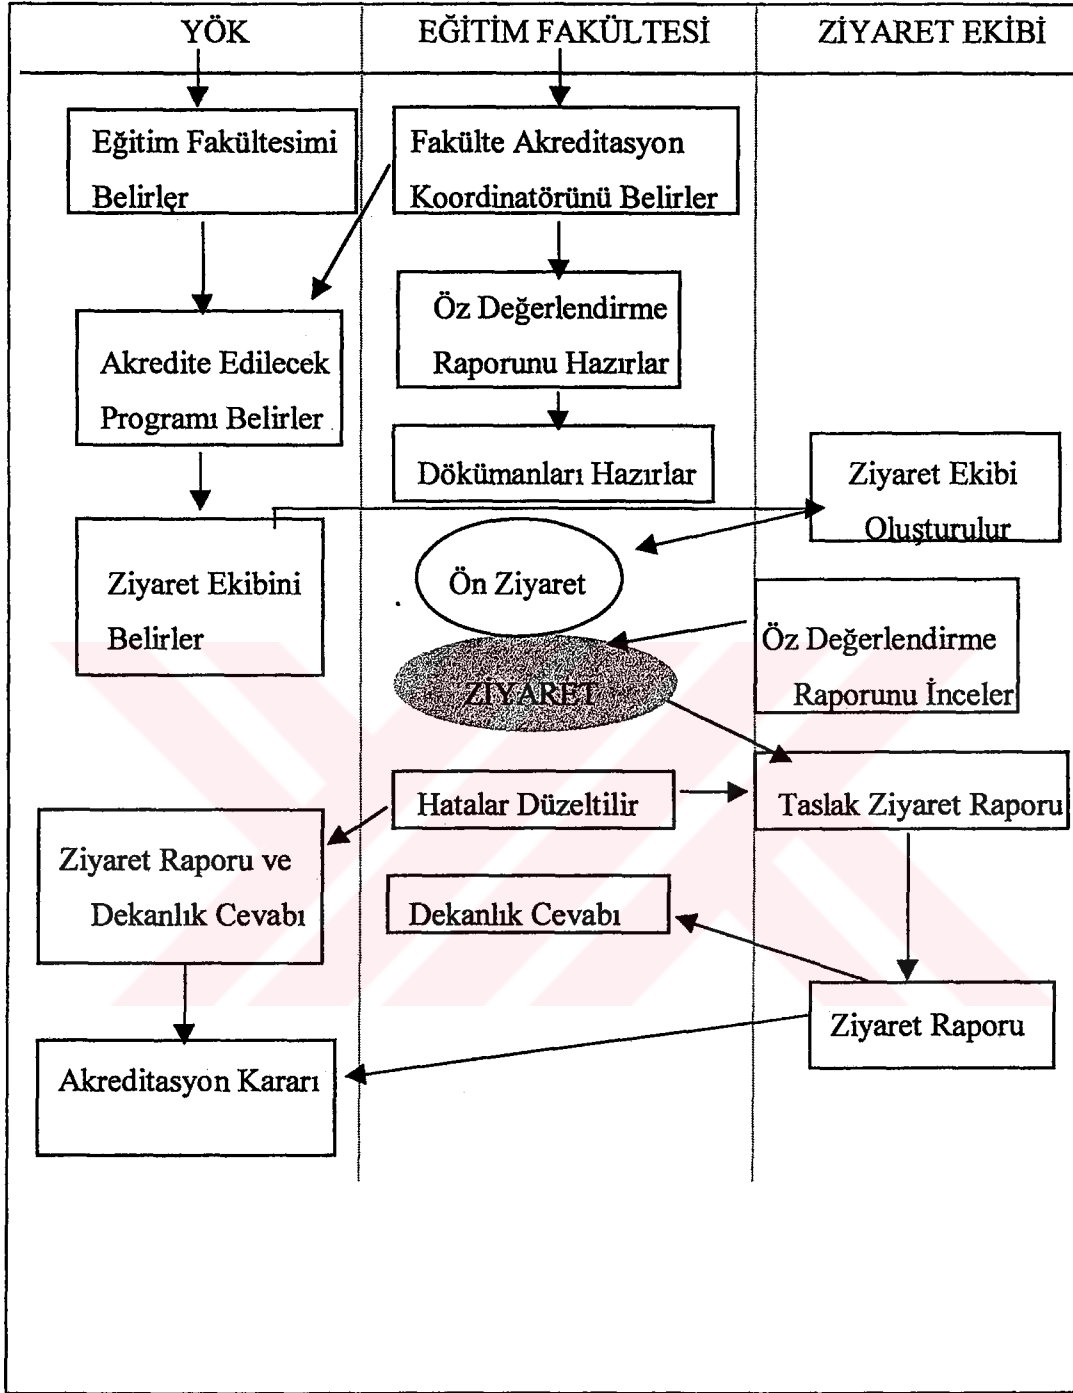 YÖK
EĞİTİM FAKÜLTESİ
ZİYARET EKİBİ
Eğitim Fakültesimi
Belirler
Fakülte Akreditasyon
Koordinatörünü Belirler
Akredite Edilecek
Programı Belirler
Öz Değerlendirme
Raporunu Hazırlar
Dökümanları Hazırlar
Ziyaret Ekibi
Oluşturulur
Ziyaret Ekibini
Belirler
Ön Ziyaret
ZİYARET
Öz Değerlendirme
Raporunu İnceler
Hatalar Düzeltilir
Taslak Ziyaret Raporu
Ziyaret Raporu ve
Dekanlık Cevabı
Dekanlık Cevabı
Ziyaret Raporu
Akreditasyon Kararı